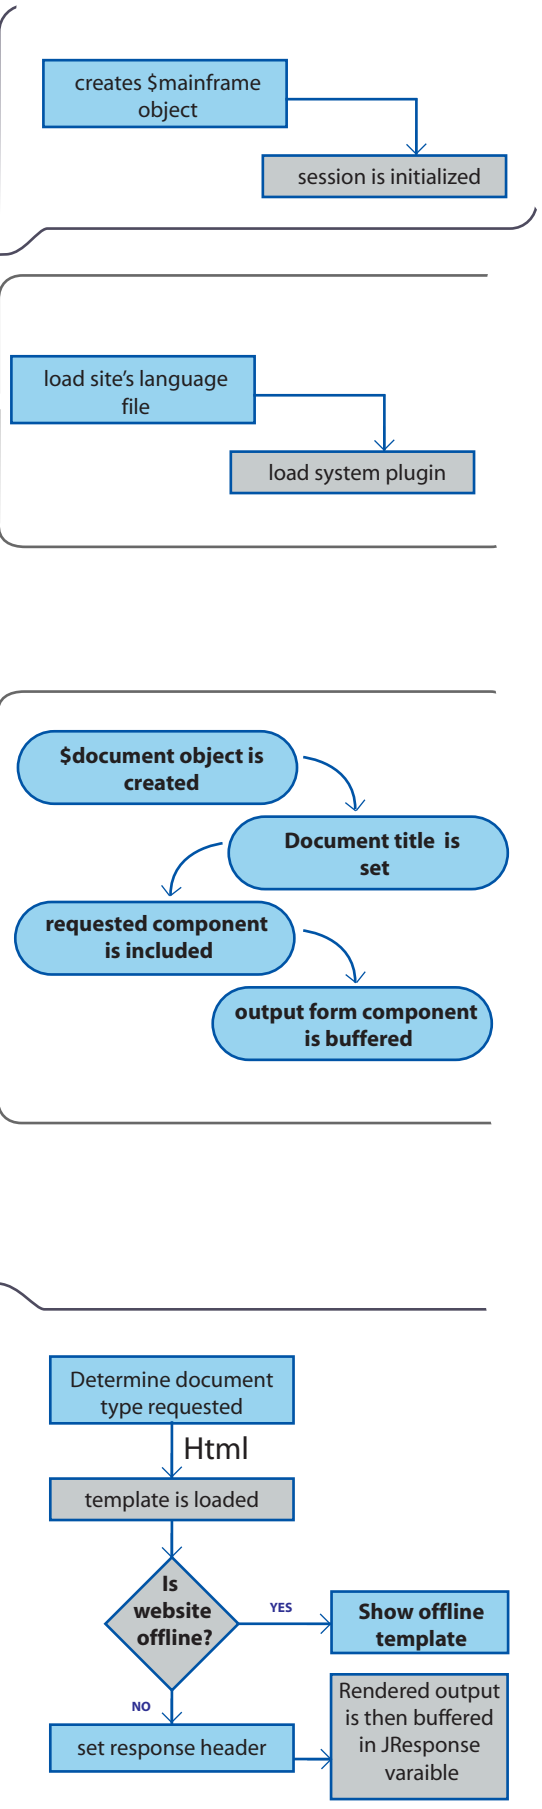 creates $mainframe
object
session is initialized
load site's language
file
load system plugin
$document object is
created
Document title is
set
requested component
is included
output form component
is buffered
Determine document
type requested
Html
template is loaded
Is
website
offline?
YES
Show offline
template
NO
set response header
Rendered output
is then buffered
in JResponse
varaible